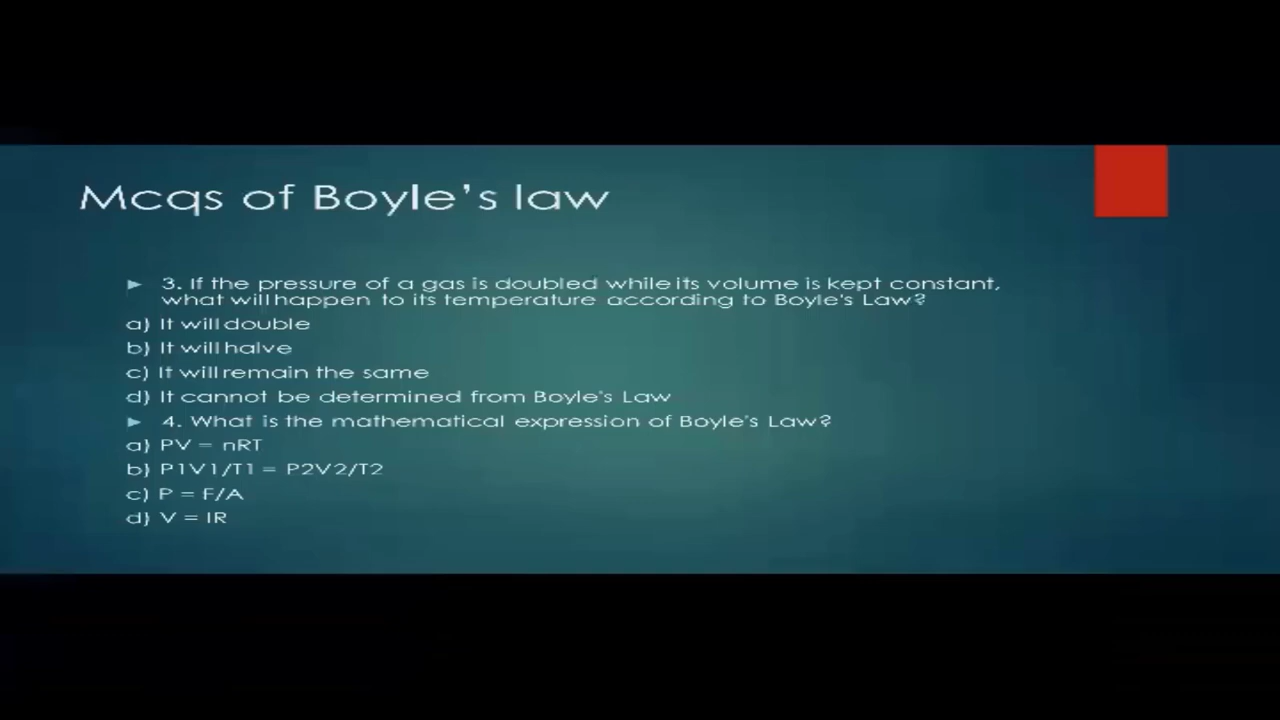 Mcqs of Boyle's law
3. If the pressure of a gas is doubled while its volume is kept constant,
what will happen to its temperature according to Boyle's Law?
a) It will double
b) It will halve
c) It will remain the same
d) It cannot be determined from Boyle's Law
4. What is the mathematical expression of Boyle's Law?
a) PV = nRT
b) P1V1/T1 = P2V2/T2
c) P = F/A
d) V = IR